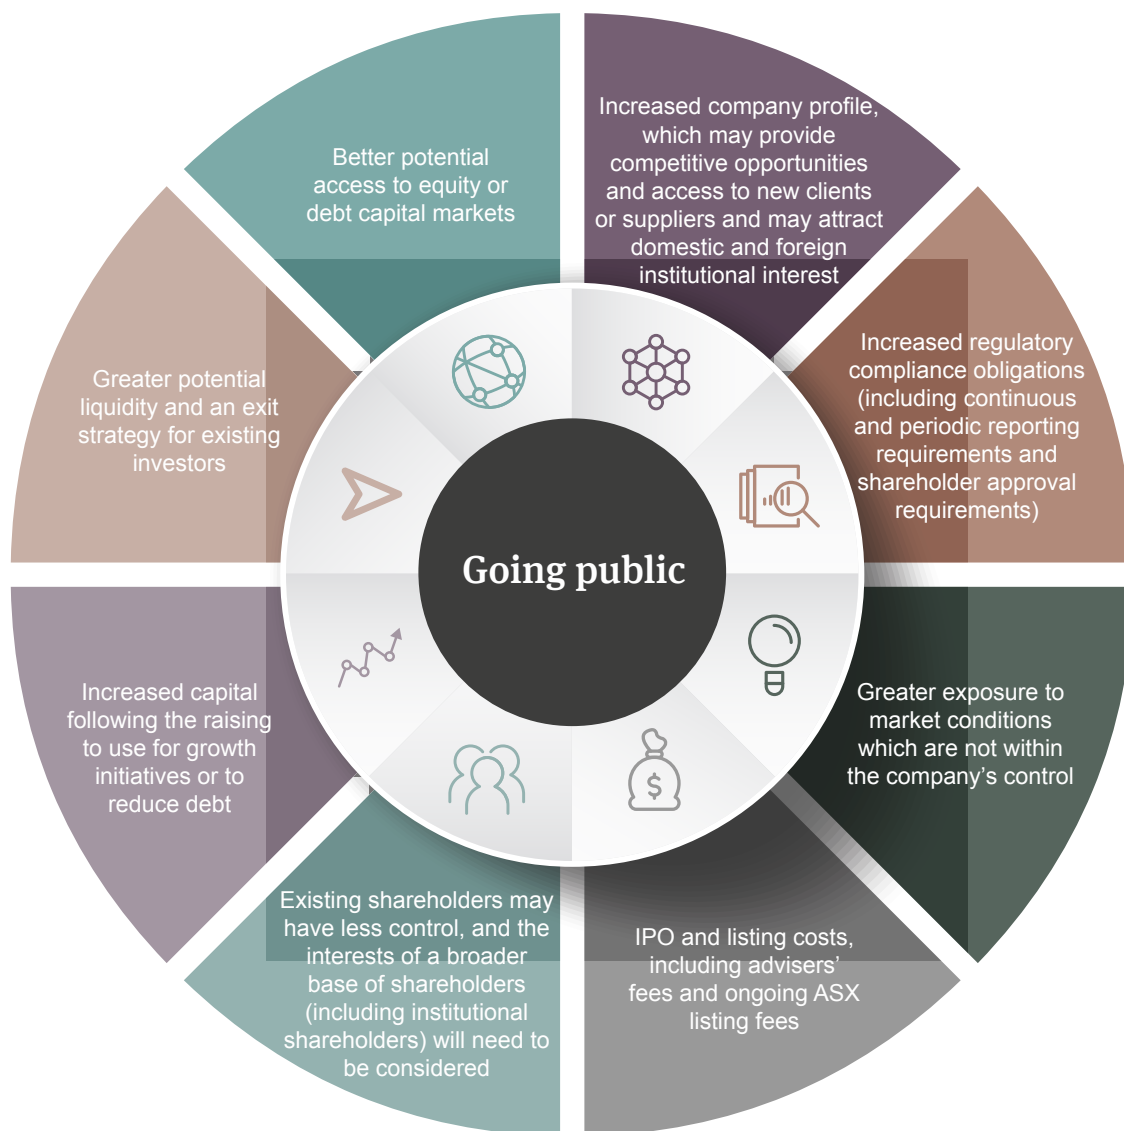 Going public
Better potential
access to equity or
debt capital markets
Increased company profile,
which may provide
competitive opportunities
and access to new clients
or suppliers and may attract
domestic and foreign
institutional interest
Increased regulatory
compliance obligations
(including continuous
and periodic reporting
requirements and
shareholder approval
requirements)
Greater exposure to
market conditions
which are not within
the company’s control
IPO and listing costs,
including advisers’
fees and ongoing ASX
listing fees
Existing shareholders may
have less control, and the
interests of a broader
base of shareholders
(including institutional
shareholders) will need to
be considered
Increased capital
following the raising
to use for growth
initiatives or to
reduce debt
Greater potential
liquidity and an exit
strategy for existing
investors
$